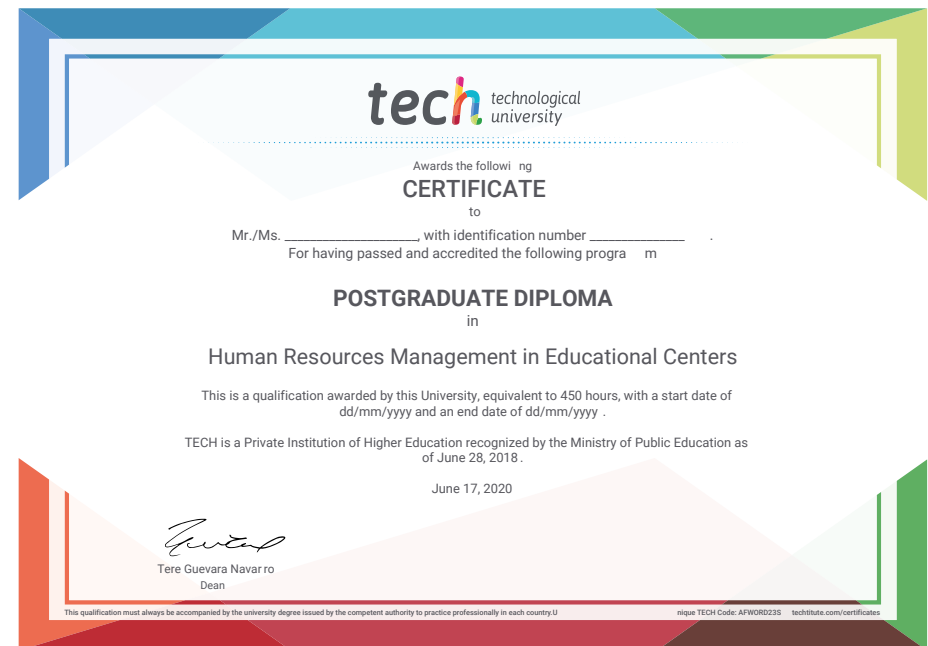 tech technological
university
Awards the followi ng
CERTIFICATE
to
Mr./Ms. ____________________, with identification number ______________ .
For having passed and accredited the following progra m
POSTGRADUATE DIPLOMA
in
Human Resources Management in Educational Centers
This is a qualification awarded by this University, equivalent to 450 hours, with a start date of
dd/mm/yyyy and an end date of dd/mm/yyyy .
TECH is a Private Institution of Higher Education recognized by the Ministry of Public Education as
of June 28, 2018 .
June 17, 2020
Tere Guevara Navar ro
Dean
This qualification must always be accompanied by the university degree issued by the competent authority to practice professionally in each country.U nique TECH Code: AFWORD23S techtitute.com/certificates